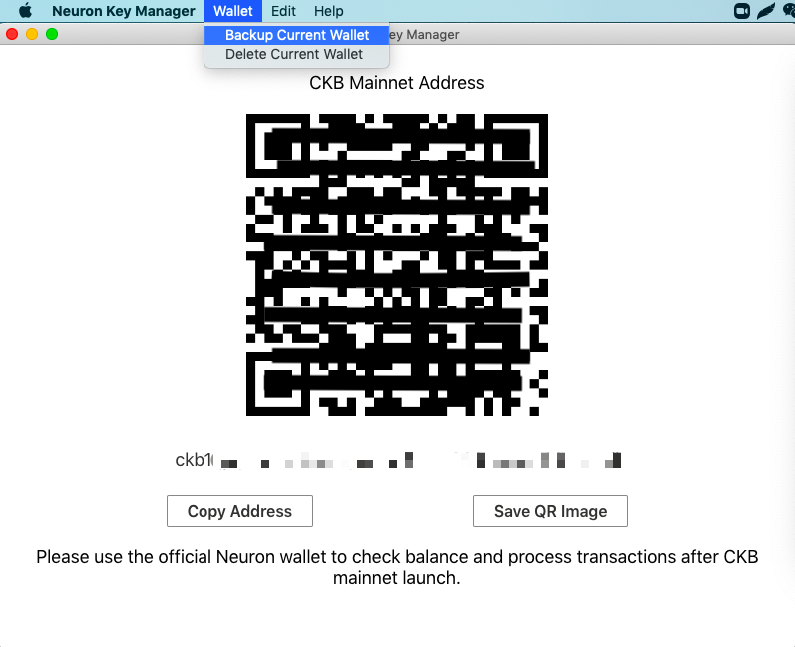 Neuron Key Manager Wallet Edit Help
Backup Current Wallet
Delete Current Wallet
ey Manager
CKB Mainnet Address
ckb1
Copy Address Save QR Image
Please use the official Neuron wallet to check balance and process transactions after CKB
mainnet launch.